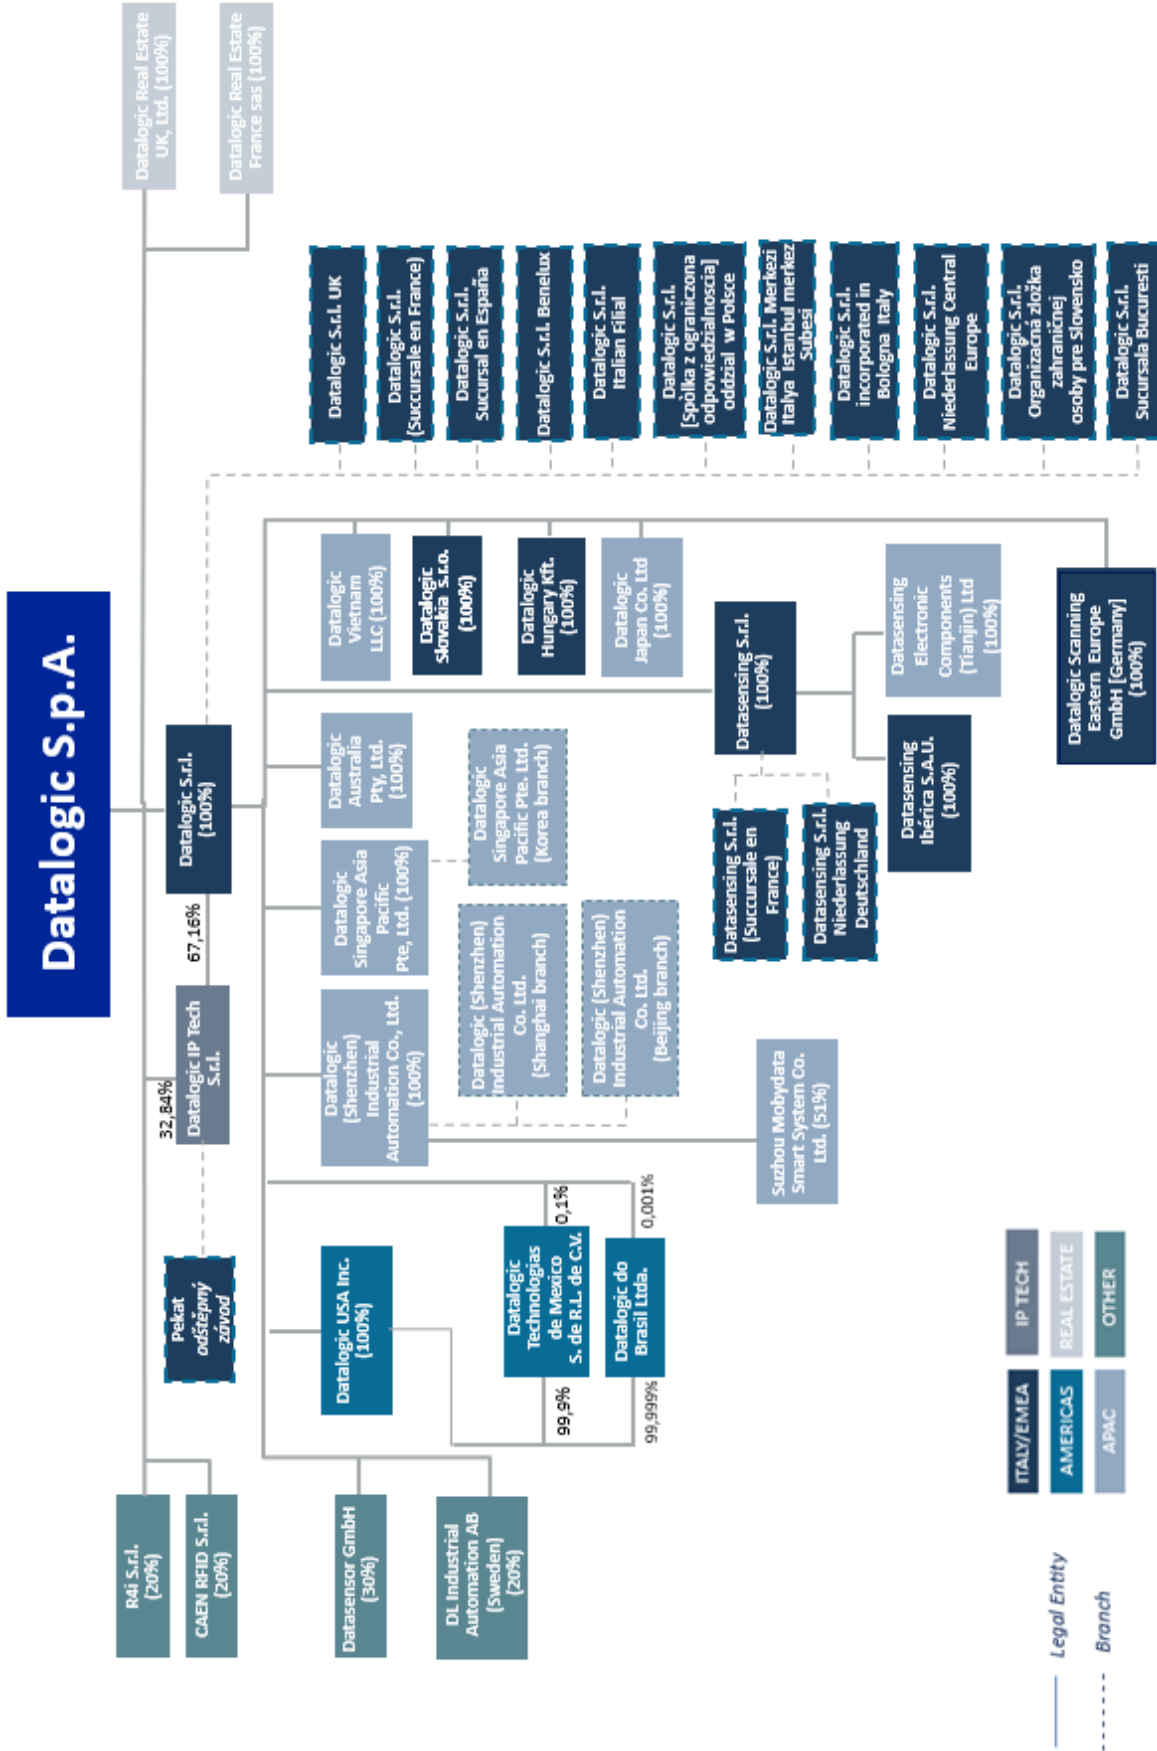 Datalogic S.p.A.
Datalogic Real Estate
UK, Ltd. (100%)
Datalogic Real Estate
France sas (100%)
R4i S.r.l.
(20%)
CAEN RFID S.r.l.
(20%)
Pekat
odštěpný
závod
32,84%
Datalogic IP Tech
S.r.l.
67,16%
Datalogic S.r.l.
(100%)
Datasensor GmbH
(30%)
DL Industrial
Automation AB
(Sweden)
(20%)
Datalogic USA Inc.
(100%)
99,9%
Datalogic
Technologias
de Mexico
S. de R.L. de C.V.
0,1%
99,999%
Datalogic do
Brasil Ltda.
0,001%
Datalogic
(Shenzhen)
Industrial
Automation Co., Ltd.
(100%)
Datalogic (Shenzhen)
Industrial Automation
Co. Ltd.
(Shanghai branch)
Datalogic (Shenzhen)
Industrial Automation
Co. Ltd.
(Beijing branch)
Suzhou Mobydata
Smart System Co.
Ltd. (51%)
Datalogic
Singapore Asia
Pacific
Pte, Ltd. (100%)
Datalogic
Singapore Asia
Pacific Pte. Ltd.
(Korea branch)
Datalogic
Australia
Pty, Ltd.
(100%)
Datasensing S.r.l.
(100%)
Datasensing S.r.l.
(Succursale en
France)
Datasensing S.r.l.
Niederlassung
Deutschland
Datasensing
Ibérica S.A.U.
(100%)
Datasensing
Electronic
Components
(Tianjin) Ltd
(100%)
Datalogic
Vietnam
LLC (100%)
Datalogic
Slovakia S.r.o.
(100%)
Datalogic
Hungary Kft.
(100%)
Datalogic
Japan Co. Ltd
(100%)
Datalogic Scanning
Eastern Europe
GmbH [Germany]
(100%)
Datalogic S.r.l. UK
Datalogic S.r.l.
(Succursale en France)
Datalogic S.r.l.
Sucursal en España
Datalogic S.r.l. Benelux
Datalogic S.r.l.
Italian Filial
Datalogic S.r.l.
[Spòlka z ograniczona
odpowiedzialnoscia]
oddzial w Polsce
Datalogic S.r.l. Merkezi
Italya Istanbul merkez
Subesi
Datalogic S.r.l.
incorporated in
Bologna Italy
Datalogic S.r.l.
Niederlassung Central
Europe
Datalogic S.r.l.
Organizačná zložka
zahraničnej
osoby pre Slovensko
Datalogic S.r.l.
Sucursala Bucuresti
Legal Entity
Branch
ITALY/EMEA
IP TECH
AMERICAS
REAL ESTATE
APAC
OTHER